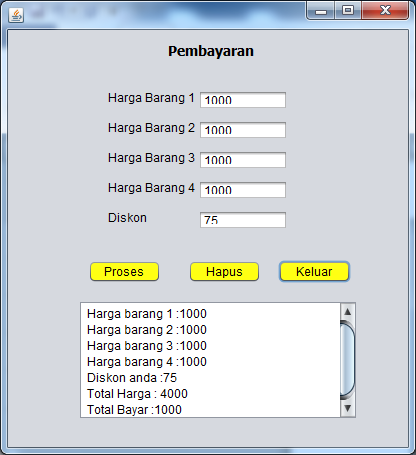 Pembayaran
Harga Barang 1 1000
Harga Barang 2 1000
Harga Barang 3 1000
Harga Barang 4 1000
Diskon 75
Proses Hapus Keluar
Harga barang 1 :1000
Harga barang 2 :1000
Harga barang 3 :1000
Harga barang 4 :1000
Diskon anda :75
Total Harga : 4000
Total Bayar :1000